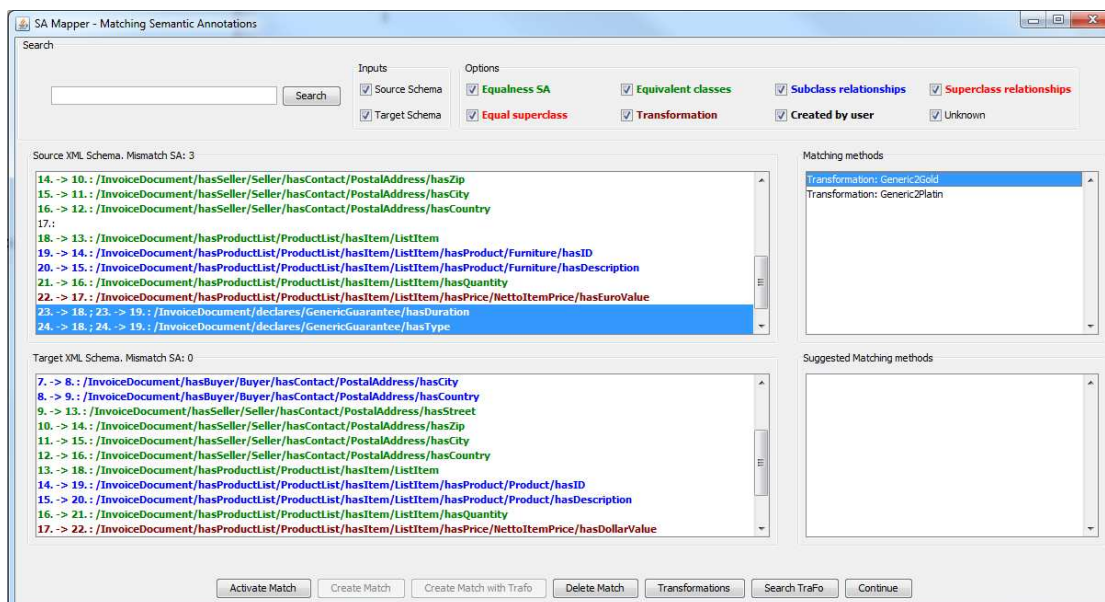 SA Mapper - Matching Semantic Annotations
Search
Inputs
Options
Search
Source Schema
Equalness SA
Equivalent classes
Subclass relationships
Superclass relationships
Target Schema
Equal superclass
Transformation
Created by user
Unknown
Source XML Schema. Mismatch SA: 3
14. -> 10. : /InvoiceDocument/hasSeller/Seller/hasContact/PostalAddress/hasZip
15. -> 11. : /InvoiceDocument/hasSeller/Seller/hasContact/PostalAddress/hasCity
16. -> 12. : /InvoiceDocument/hasSeller/Seller/hasContact/PostalAddress/hasCountry
17.:
18. -> 13. : /InvoiceDocument/hasProductList/ProductList/hasItem/ListItem
19. -> 14. : /InvoiceDocument/hasProductList/ProductList/hasItem/ListItem/hasProduct/Furniture/hasID
20. -> 15. : /InvoiceDocument/hasProductList/ProductList/hasItem/ListItem/hasProduct/Furniture/hasDescription
21. -> 16. : /InvoiceDocument/hasProductList/ProductList/hasItem/ListItem/hasQuantity
22. -> 17. : /InvoiceDocument/hasProductList/ProductList/hasItem/ListItem/hasPrice/NettoItemPrice/hasEuroValue
23. -> 18. ; 23. -> 19. : /InvoiceDocument/declares/GenericGuarantee/hasDuration
24. -> 18. ; 24. -> 19. : /InvoiceDocument/declares/GenericGuarantee/hasType
Matching methods
Transformation: Generic2Gold
Transformation: Generic2Platin
Target XML Schema. Mismatch SA: 0
7. -> 8. : /InvoiceDocument/hasBuyer/Buyer/hasContact/PostalAddress/hasCity
8. -> 9. : /InvoiceDocument/hasBuyer/Buyer/hasContact/PostalAddress/hasCountry
9. -> 13. : /InvoiceDocument/hasSeller/Seller/hasContact/PostalAddress/hasStreet
10. -> 14. : /InvoiceDocument/hasSeller/Seller/hasContact/PostalAddress/hasZip
11. -> 15. : /InvoiceDocument/hasSeller/Seller/hasContact/PostalAddress/hasCity
12. -> 16. : /InvoiceDocument/hasSeller/Seller/hasContact/PostalAddress/hasCountry
13. -> 18. : /InvoiceDocument/hasProductList/ProductList/hasItem/ListItem
14. -> 19. : /InvoiceDocument/hasProductList/ProductList/hasItem/ListItem/hasProduct/Product/hasID
15. -> 20. : /InvoiceDocument/hasProductList/ProductList/hasItem/ListItem/hasProduct/Product/hasDescription
16. -> 21. : /InvoiceDocument/hasProductList/ProductList/hasItem/ListItem/hasQuantity
17. -> 22. : /InvoiceDocument/hasProductList/ProductList/hasItem/ListItem/hasPrice/NettoItemPrice/hasDollarValue
Suggested Matching methods
Activate Match
Create Match
Create Match with Trafo
Delete Match
Transformations
Search TraFo
Continue